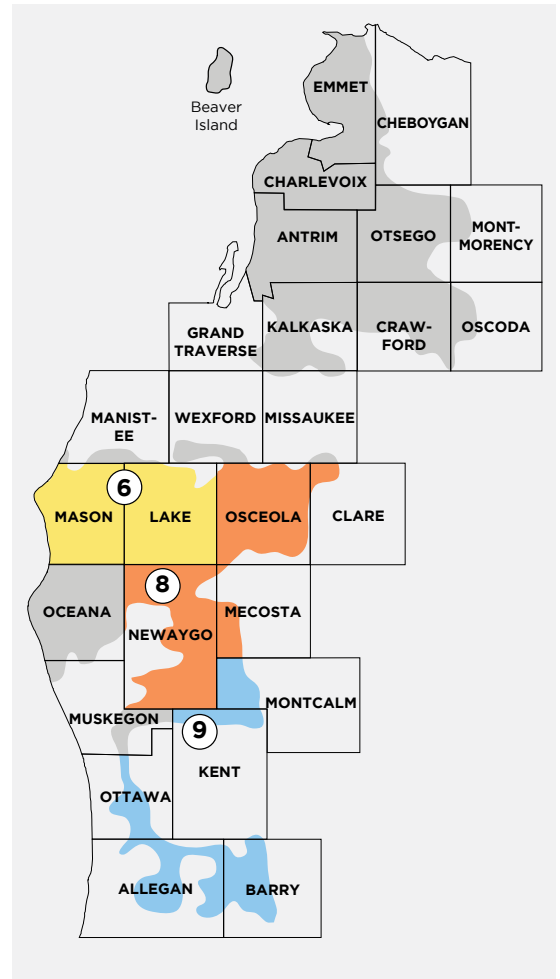 Beaver
Island
EMMET
CHEBOYGAN
CHARLEVOIX
ANTRIM
OTSEGO
MONT-
MORENCY
GRAND
TRAVERSE
KALKASKA
CRAW-
FORD
OSCODA
MANIST-
EE
WEXFORD
MISSAUKEE
6
MASON
LAKE
OSCEOLA
CLARE
8
OCEANA
NEWAYGO
MECOSTA
MUSKEGON
MONTCALM
9
KENT
OTTAWA
ALLEGAN
BARRY